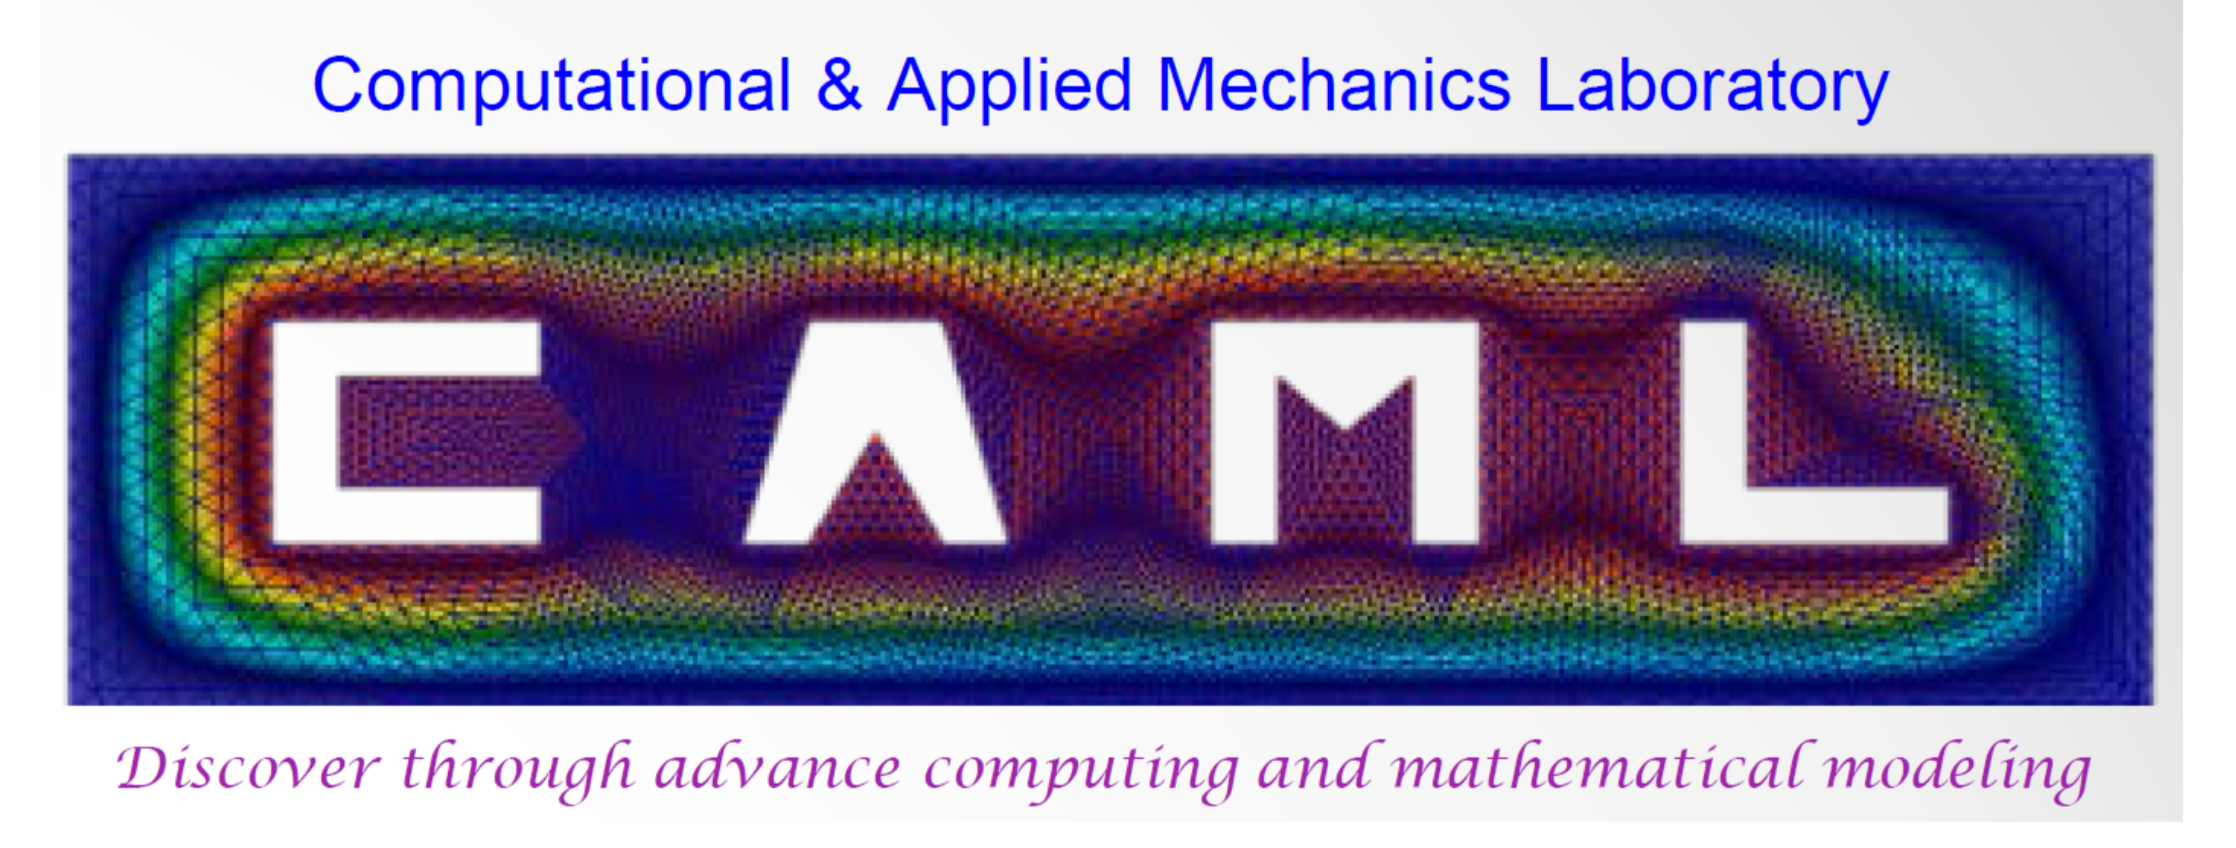 Computational & Applied Mechanics Laboratory
CAML
Discover through advance computing and mathematical modeling